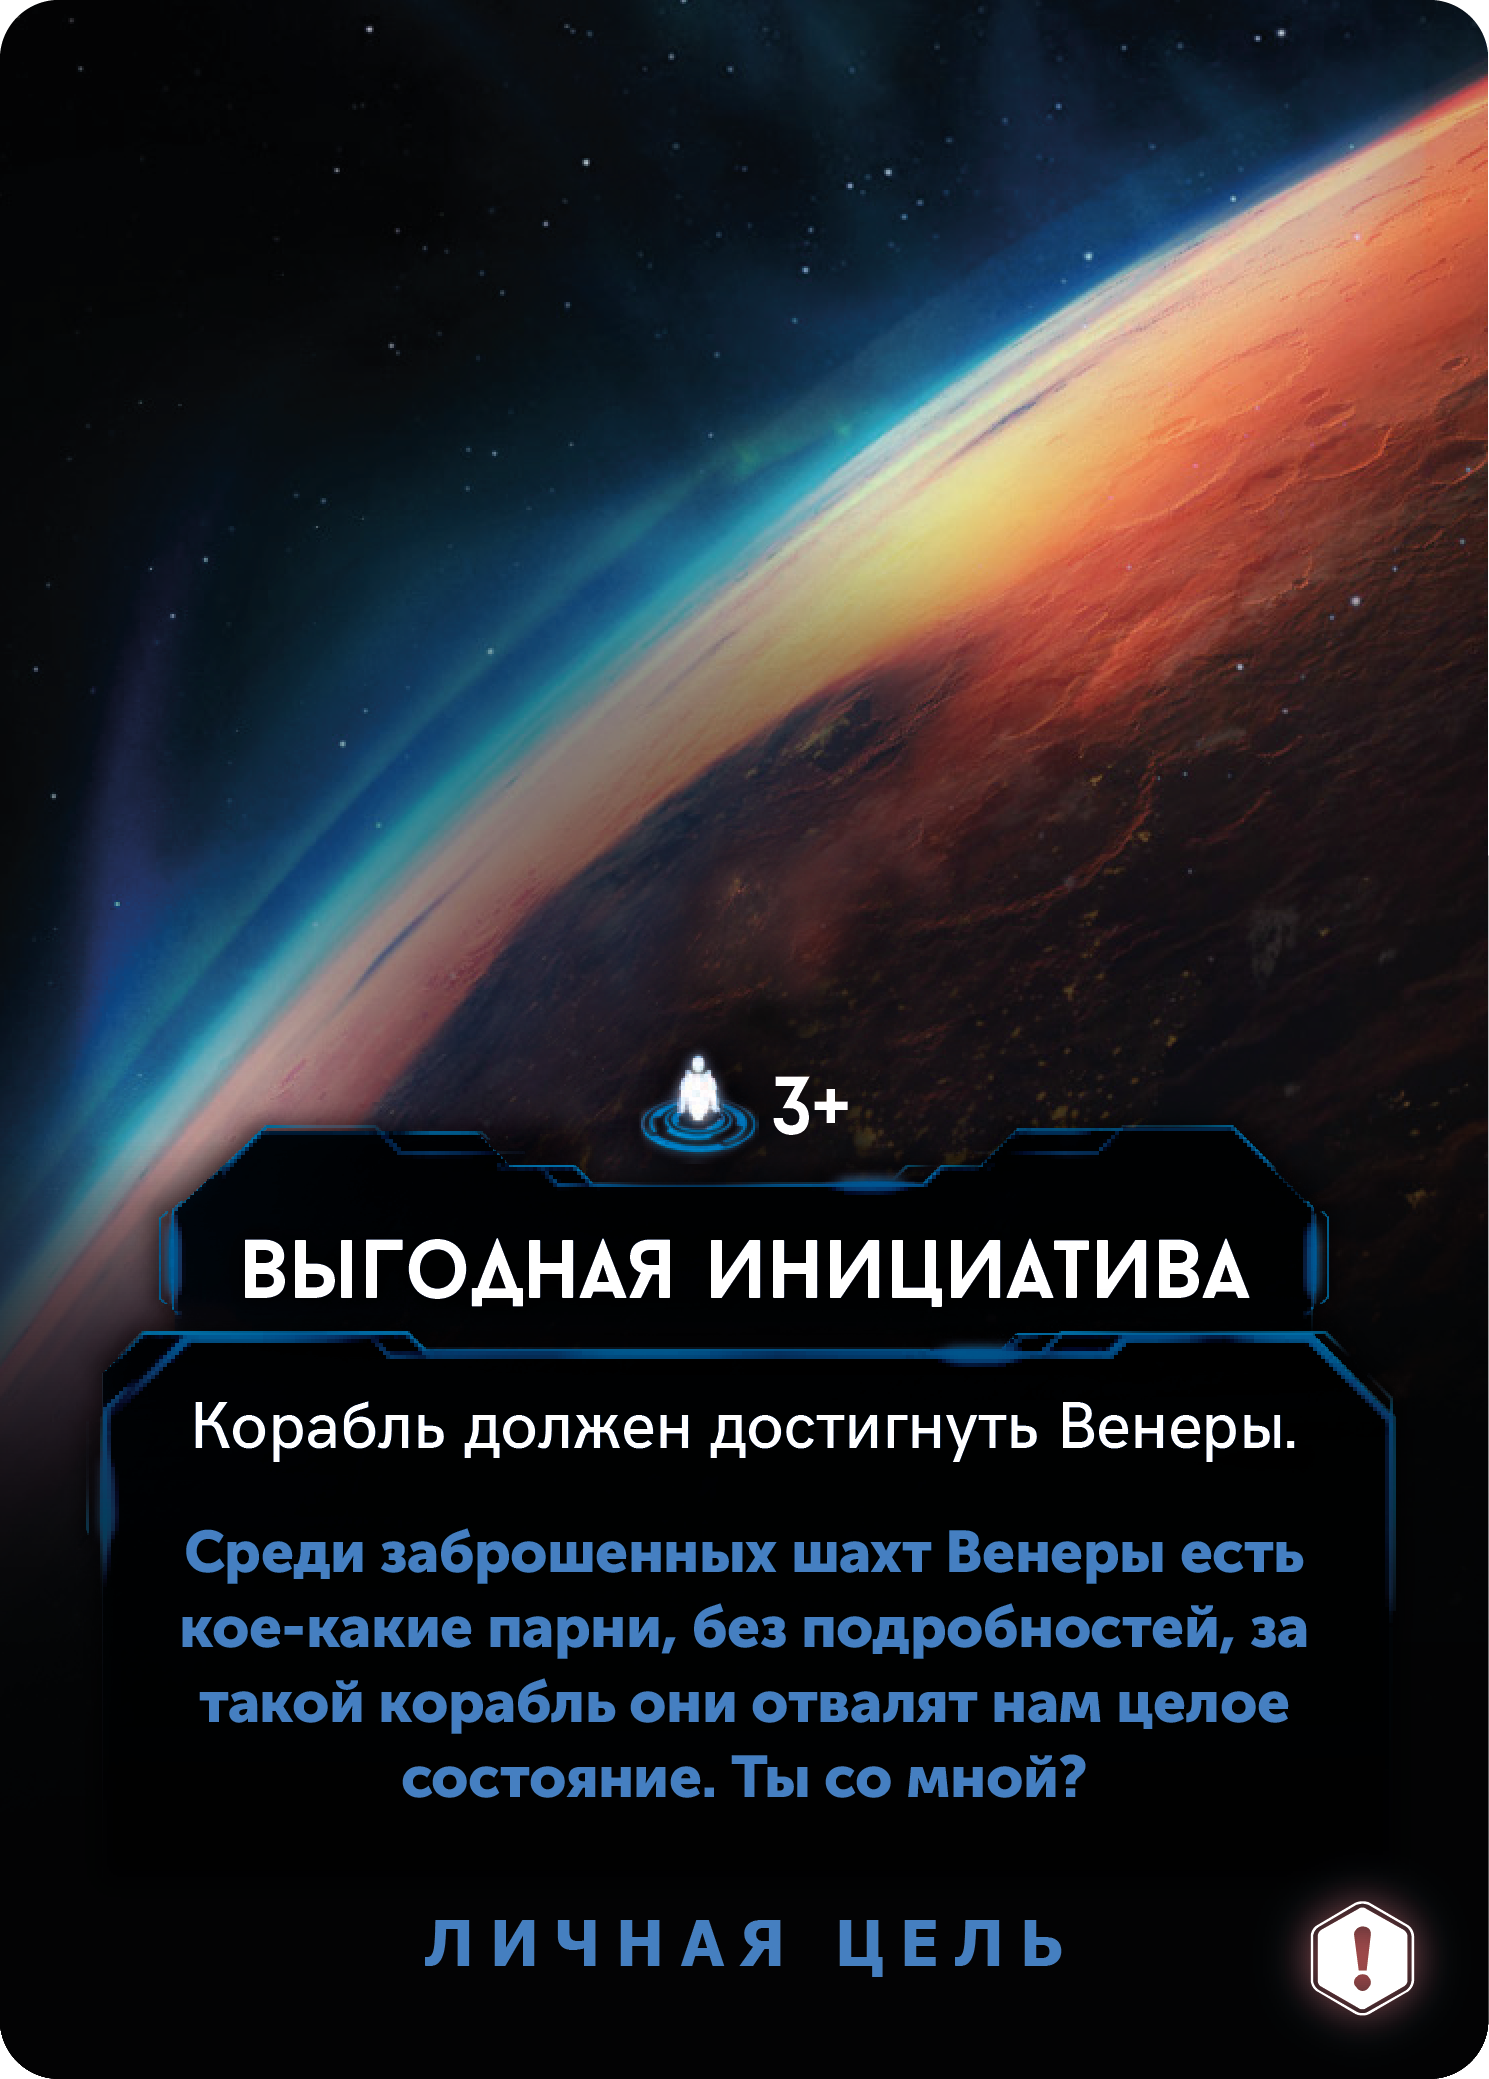 3+
ВЫГОДНАЯ ИНИЦИАТИВА
Корабль должен достигнуть Венеры.
Среди заброшенных шахт Венеры есть
кое-какие парни, без подробностей, за
такой корабль они отвалят нам целое
состояние. Ты со мной?
ЛИЧНАЯ ЦЕЛЬ
!